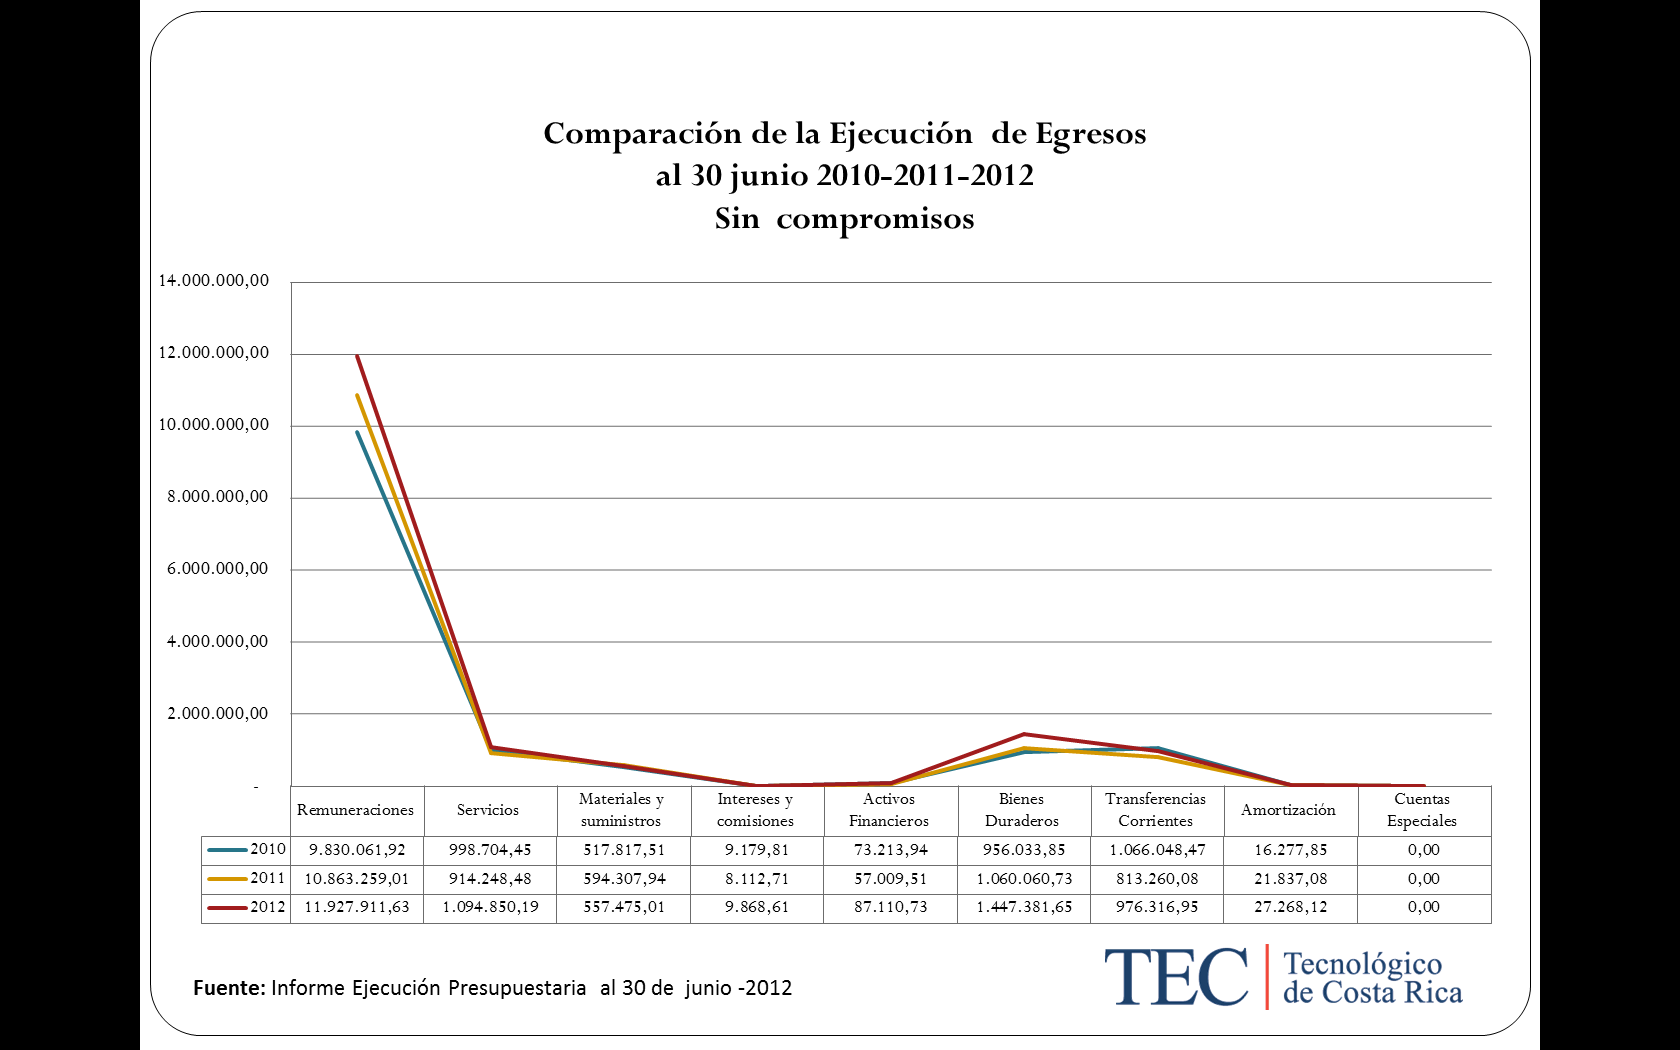 Comparación de la Ejecución  de Egresos
al 30 junio 2010-2011-2012
Sin  compromisos
14.000.000,00
12.000.000,00
10.000.000,00
8.000.000,00
6.000.000,00
4.000.000,00
2.000.000,00
-
Remuneraciones Servicios Materiales y suministros Intereses y comisiones Activos Financieros Bienes Duraderos Transferencias Corrientes Amortización Cuentas Especiales
2010 9.830.061,92 998.704,45 517.817,51 9.179,81 73.213,94 956.033,85 1.066.048,47 16.277,85 0,00
2011 10.863.259,01 914.248,48 594.307,94 8.112,71 57.009,51 1.060.060,73 813.260,08 21.837,08 0,00
2012 11.927.911,63 1.094.850,19 557.475,01 9.868,61 87.110,73 1.447.381,65 976.316,95 27.268,12 0,00
Fuente: Informe Ejecución Presupuestaria  al 30 de  junio -2012
TEC
Tecnológico
de Costa Rica